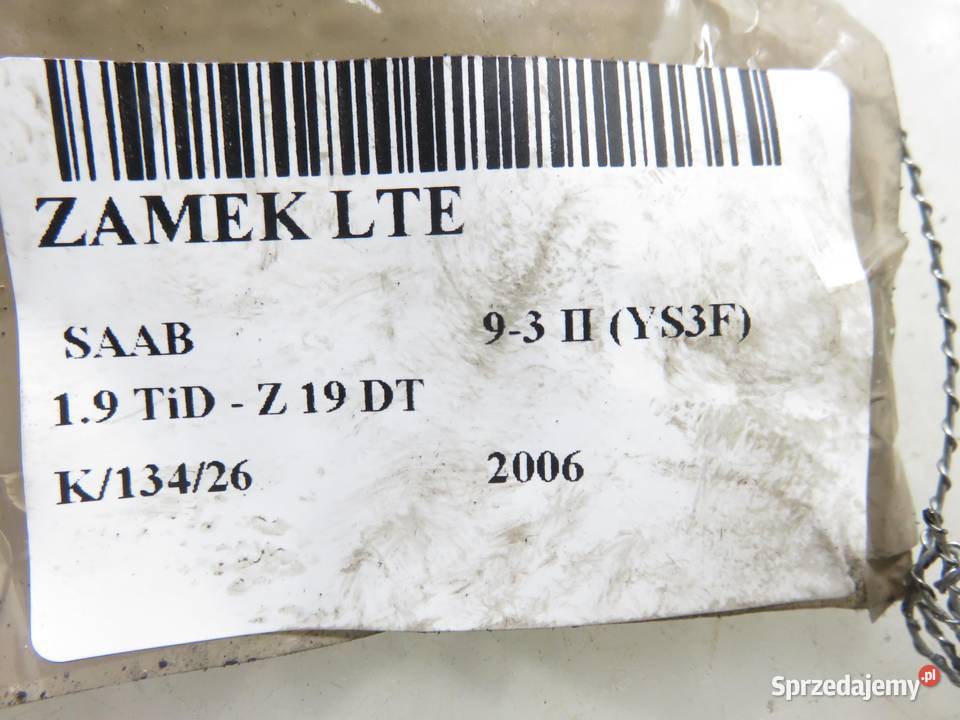 ZAMEK LTE
SAAB 9-3 II (YS3F)
1.9 TiD - Z 19 DT
K/134/26 2006
Sprzedajemy.pl